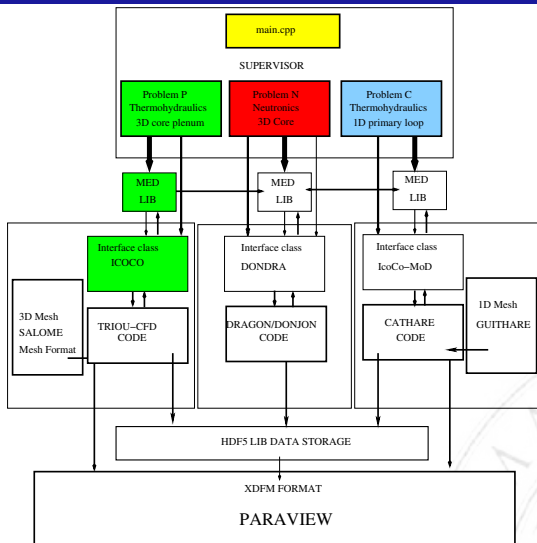 main.cpp
SUPERVISOR
Problem P
Thermohydraulics
3D core plenum
Problem N
Neutronics
3D Core
Problem C
Thermohydraulics
1D primary loop
MED
LIB
MED
LIB
MED
LIB
Interface class
ICOCO
Interface class
DONDRA
Interface class
IcoCo−MoD
3D Mesh
SALOME
Mesh Format
TRIOU−CFD
CODE
DRAGON/DONJON
CODE
CATHARE
CODE
1D Mesh
GUITHARE
HDF5 LIB DATA STORAGE
XDFM FORMAT
PARAVIEW